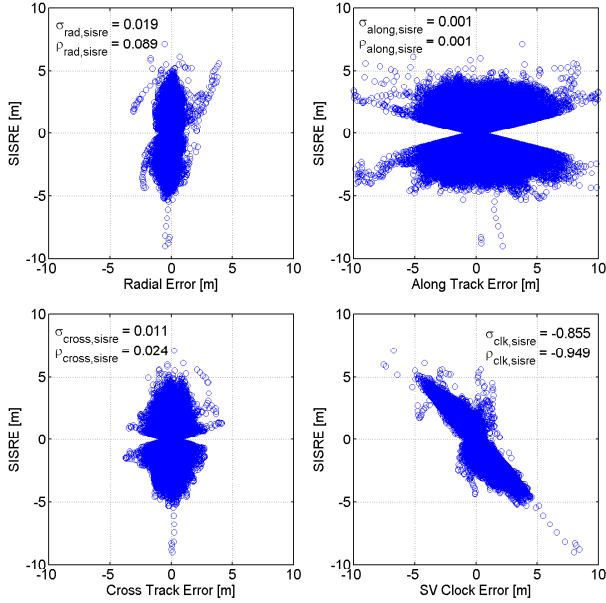 σrad,sisre = 0.019
ρrad,sisre = 0.089
10
5
0
-5
-10
SISRE [m]
-10 -5 0 5 10
Radial Error [m]
σalong,sisre = 0.001
ρalong,sisre = 0.001
10
5
0
-5
-10
SISRE [m]
-10 -5 0 5 10
Along Track Error [m]
σcross,sisre = 0.011
ρcross,sisre = 0.024
10
5
0
-5
-10
SISRE [m]
-10 -5 0 5 10
Cross Track Error [m]
σclk,sisre = -0.855
ρclk,sisre = -0.949
10
5
0
-5
-10
SISRE [m]
-10 -5 0 5 10
SV Clock Error [m]